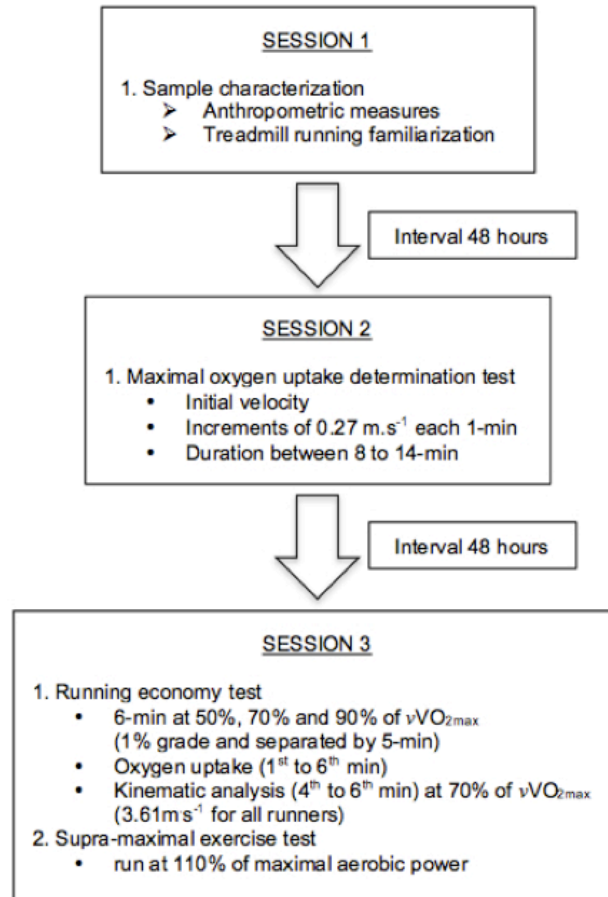 SESSION 1
1. Sample characterization
➢ Anthropometric measures
➢ Treadmill running familiarization
Interval 48 hours
SESSION 2
1. Maximal oxygen uptake determination test
• Initial velocity
• Increments of 0.27 m.s⁻¹ each 1-min
• Duration between 8 to 14-min
Interval 48 hours
SESSION 3
1. Running economy test
• 6-min at 50%, 70% and 90% of vVO₂max
(1% grade and separated by 5-min)
• Oxygen uptake (1st to 6th min)
• Kinematic analysis (4th to 6th min) at 70% of vVO₂max
(3.61m.s⁻¹ for all runners)
2. Supra-maximal exercise test
• run at 110% of maximal aerobic power